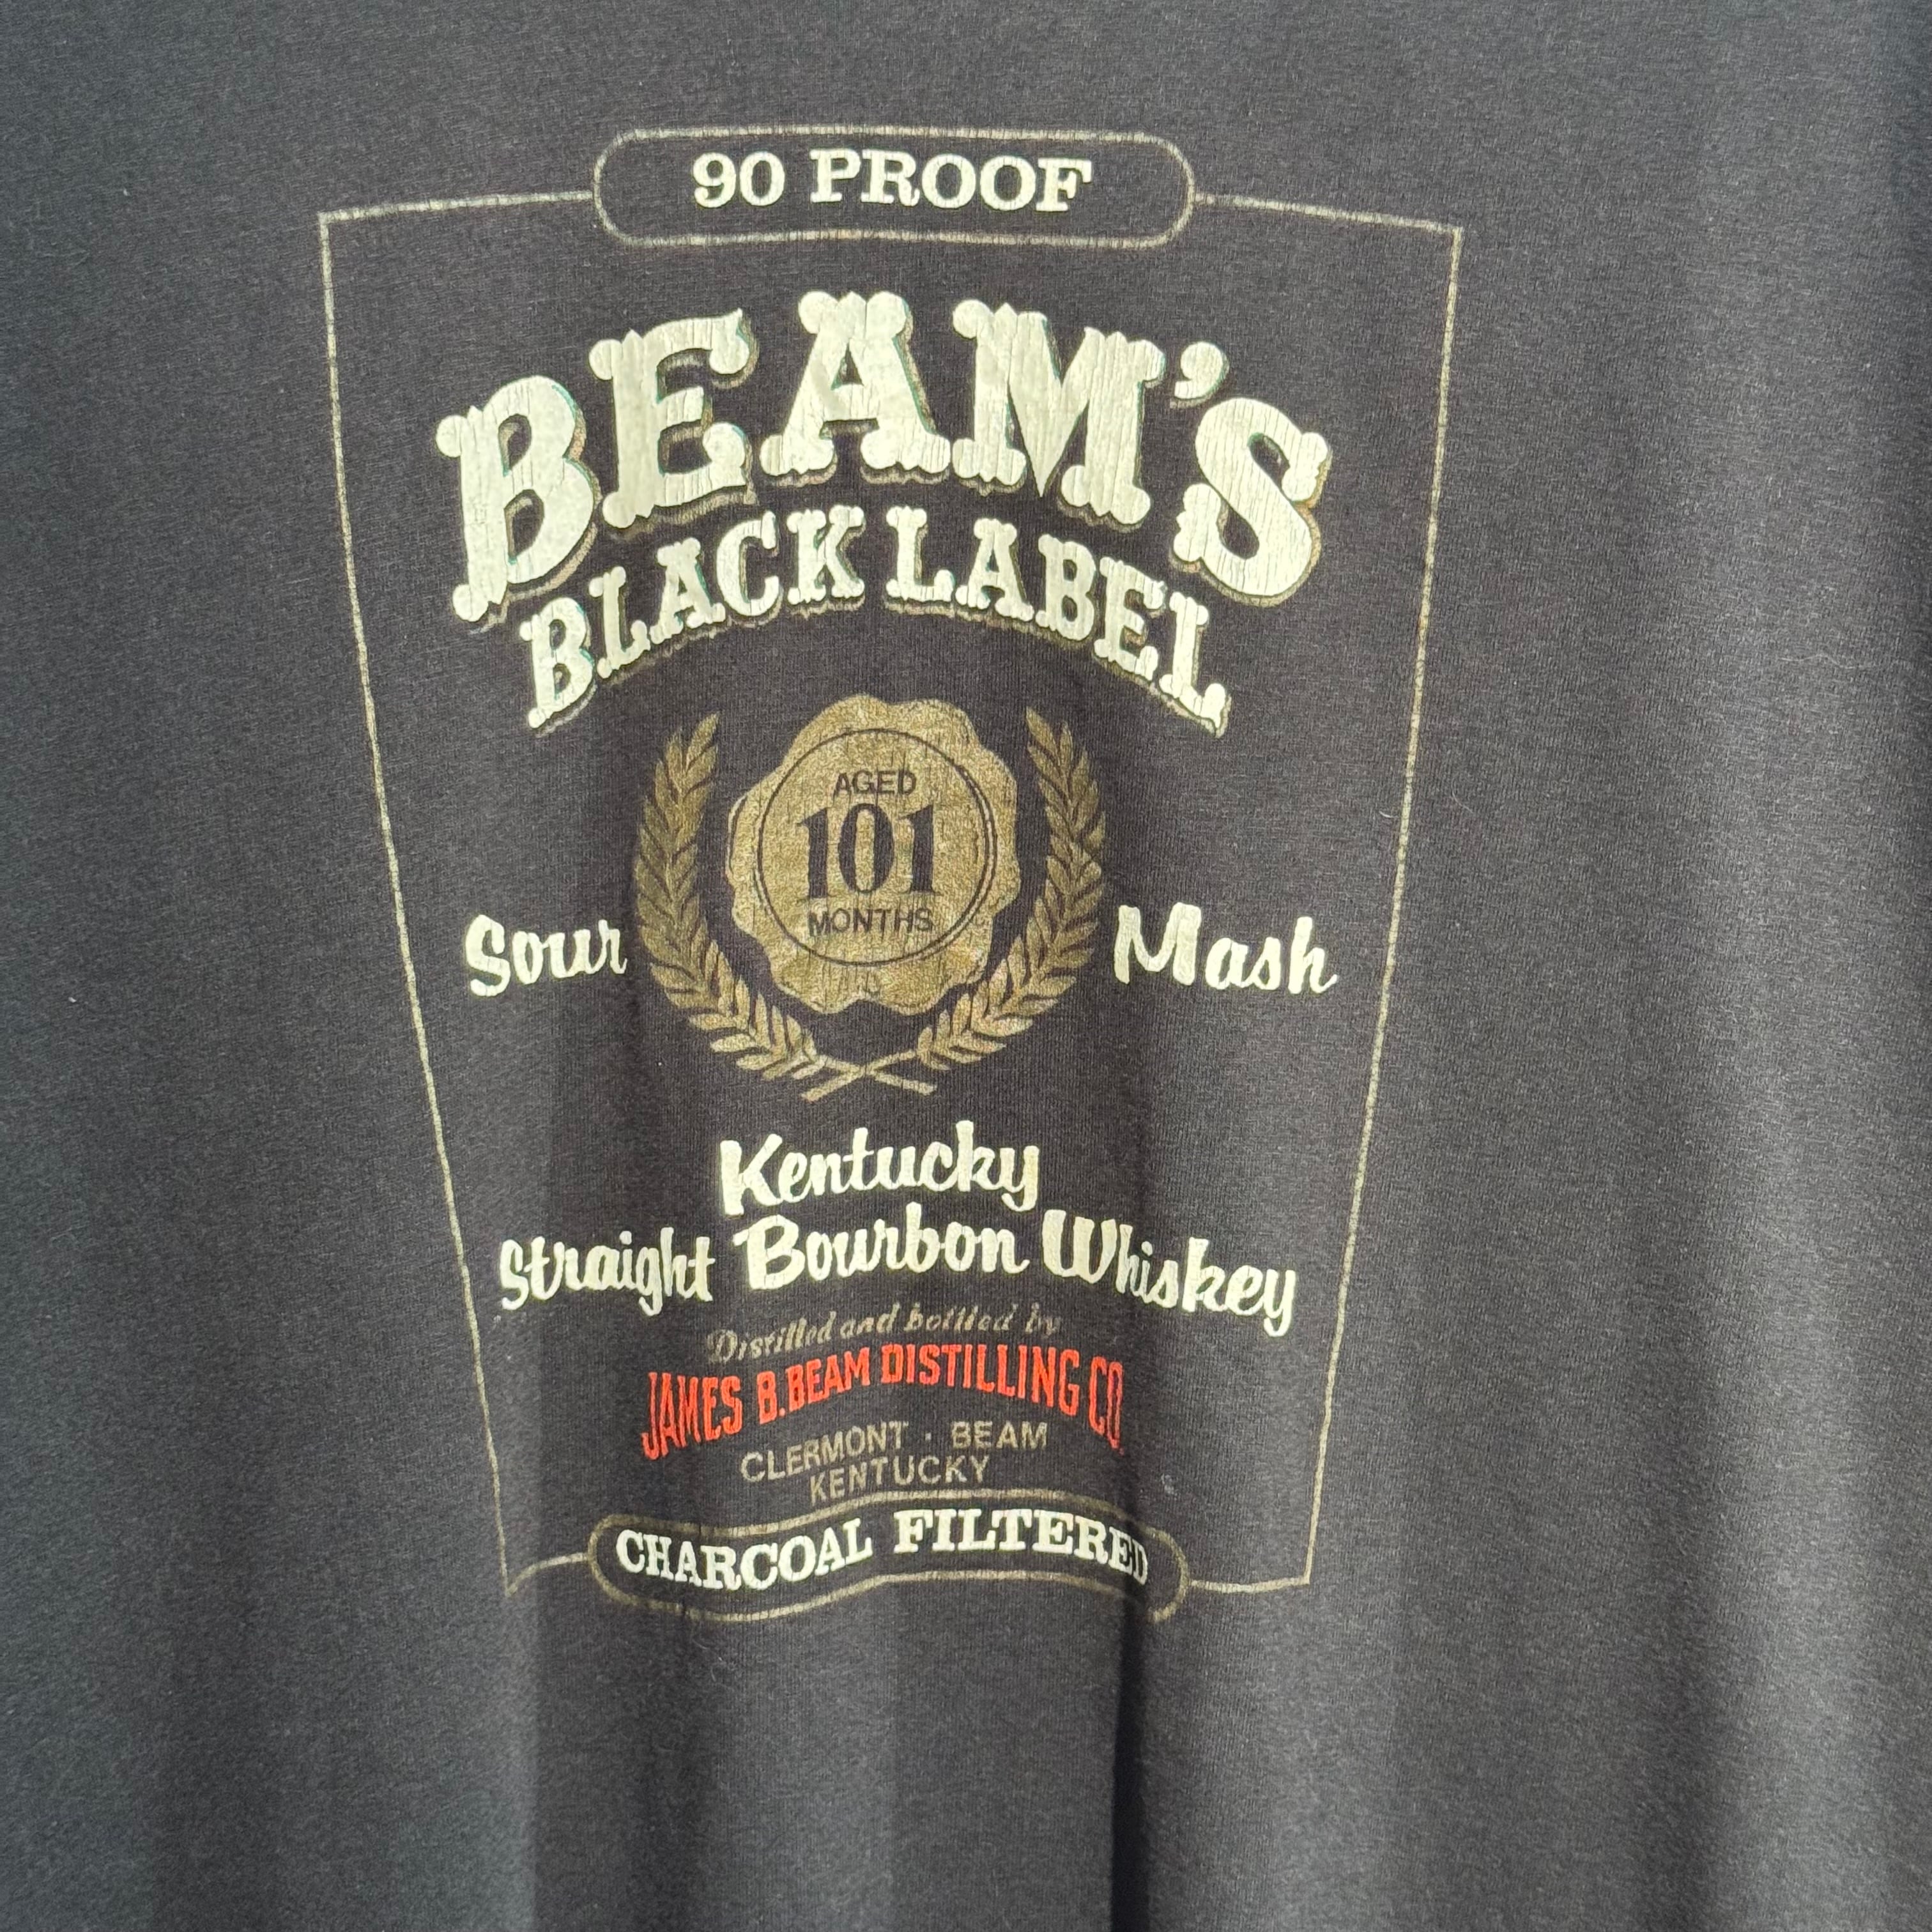 90 PROOF
BEAM'S
BLACK LABEL
AGED
101
MONTHS
Sour Mash
Kentucky
Straight Bourbon Whiskey
Distilled and bottled by
JAMES B. BEAM DISTILLING CO.
CLERMONT · BEAM
KENTUCKY
CHARCOAL FILTERED